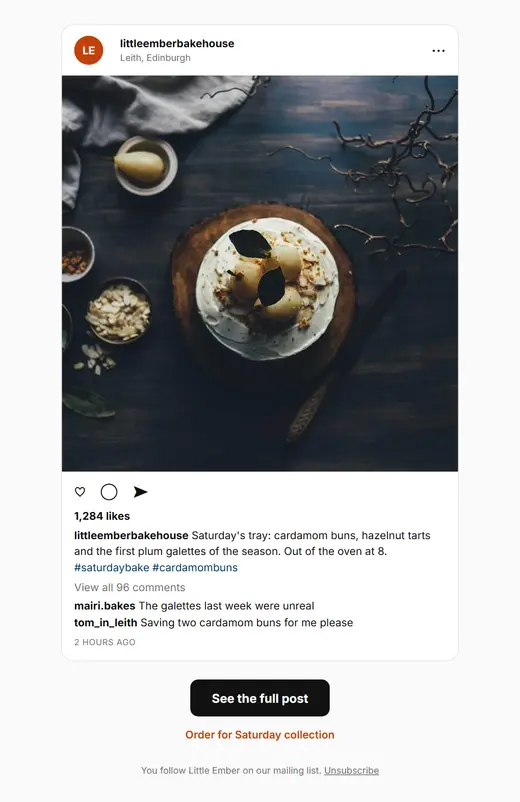 LE
littleemberbakehouse
Leith, Edinburgh
1,284 likes
littleemberbakehouse Saturday's tray: cardamom buns, hazelnut tarts
and the first plum galettes of the season. Out of the oven at 8.
#saturdaybake #cardamombuns
View all 96 comments
mairi.bakes The galettes last week were unreal
tom_in_leith Saving two cardamom buns for me please
2 HOURS AGO
See the full post
Order for Saturday collection
You follow Little Ember on our mailing list. Unsubscribe